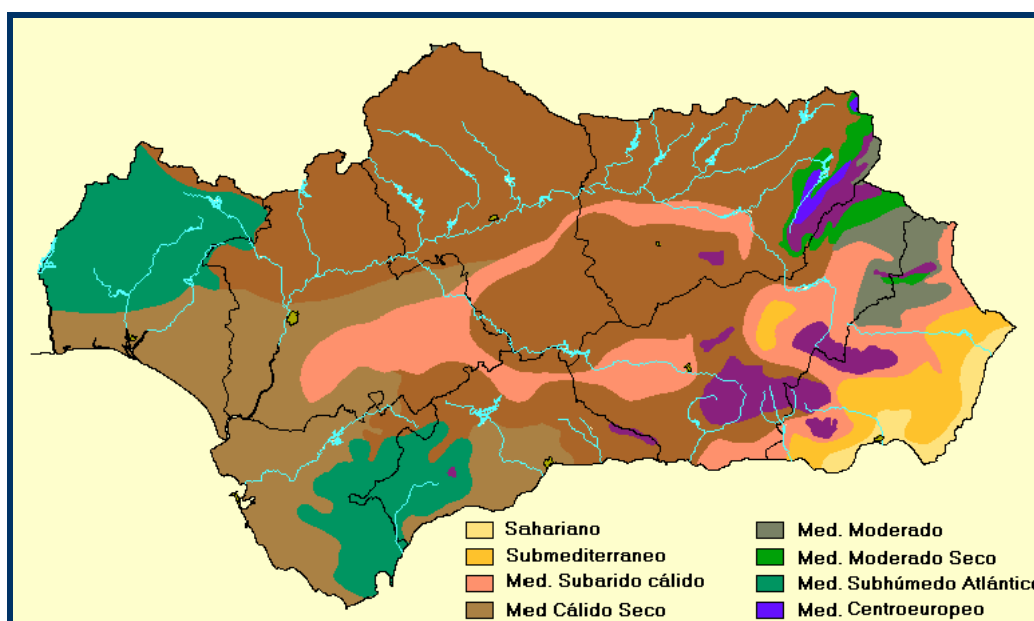 Sahariano
Submediterraneo
Med. Subarido cálido
Med Cálido Seco
Med. Moderado
Med. Moderado Seco
Med. Subhúmedo Atlántico
Med. Centroeuropeo